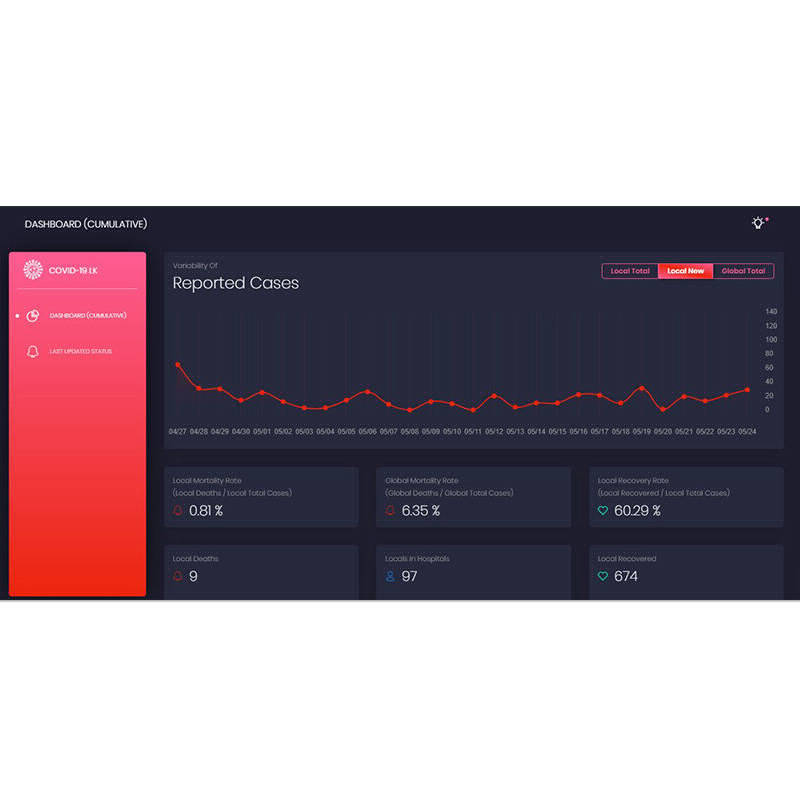 DASHBOARD (CUMULATIVE)
COVID-19 LK
DASHBOARD (CUMULATIVE)
LAST UPDATED STATUS
Variability Of
Reported Cases
Local Total Local New Global Total
140
120
100
80
60
40
20
0
04/27 04/28 04/29 04/30 05/01 05/02 05/03 05/04 05/05 05/06 05/07 05/08 05/09 05/10 05/11 05/12 05/13 05/14 05/15 05/16 05/17 05/18 05/19 05/20 05/21 05/22 05/23 05/24
Local Mortality Rate
(Local Deaths / Local Total Cases)
0.81 %
Global Mortality Rate
(Global Deaths / Global Total Cases)
6.35 %
Local Recovery Rate
(Local Recovered / Local Total Cases)
60.29 %
Local Deaths
9
Locals In Hospitals
97
Local Recovered
674